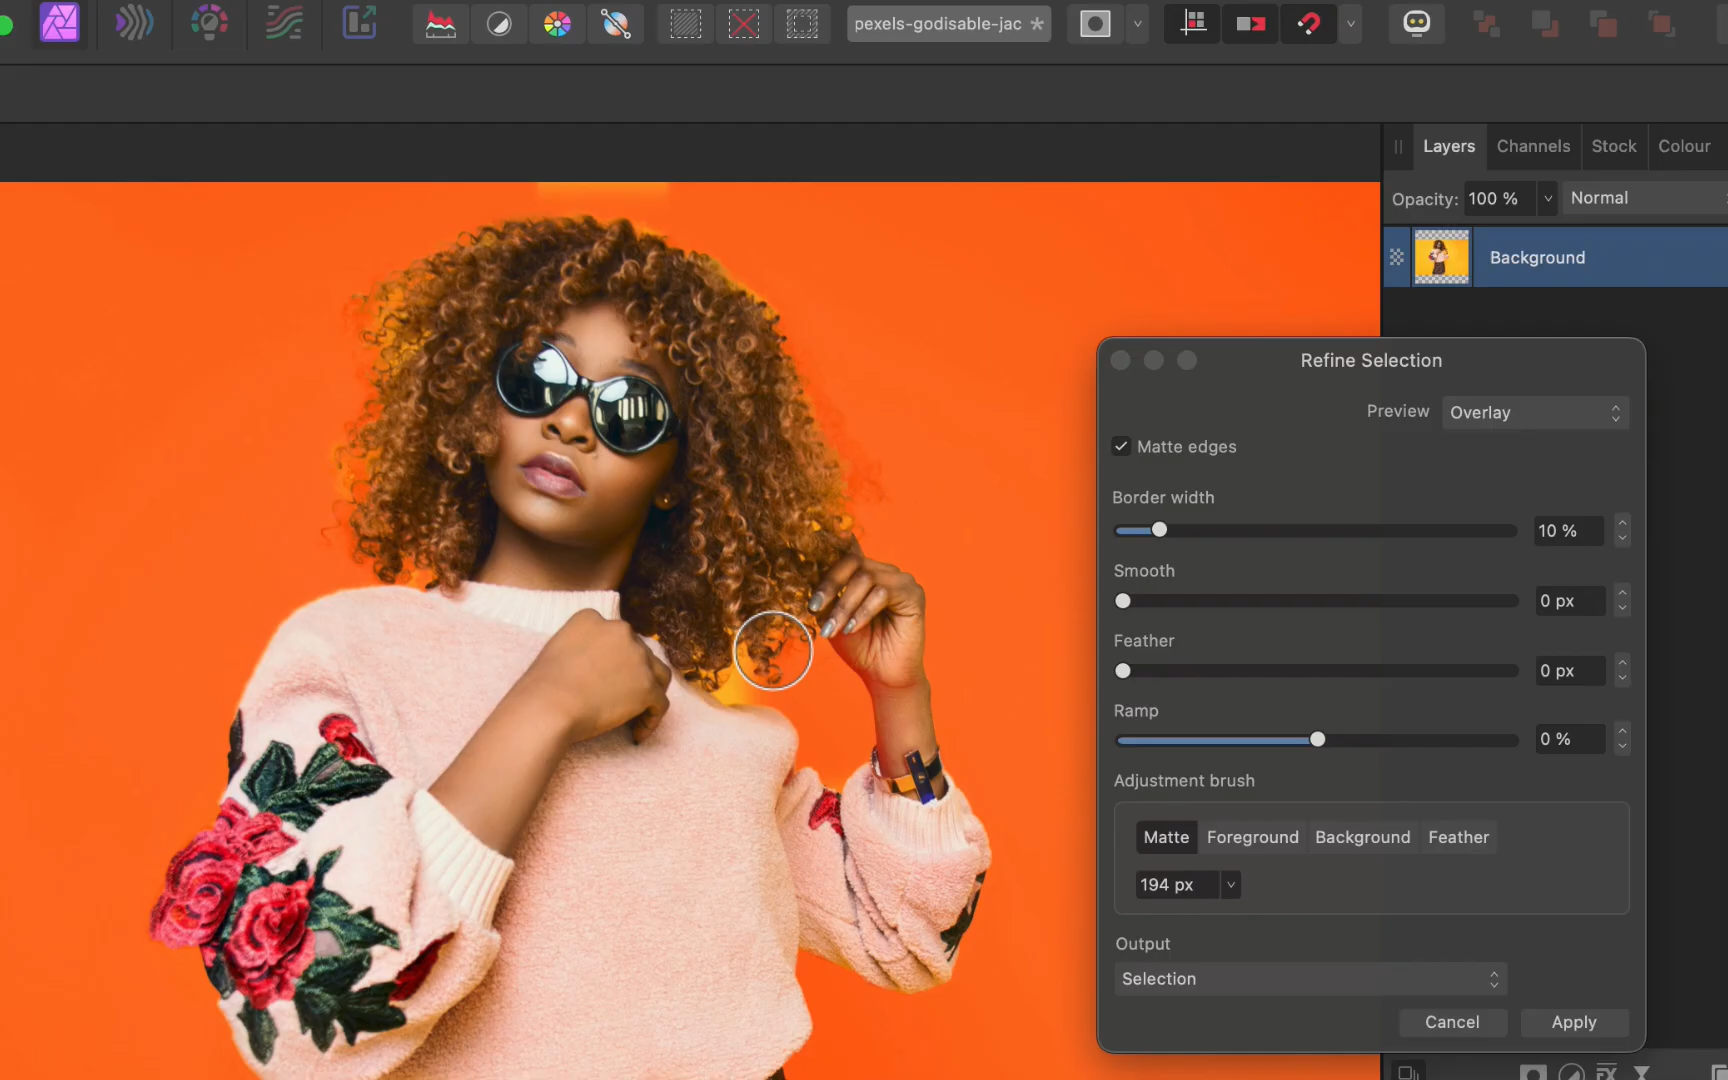 pexels-godisable-jac *
Layers Channels Stock Colour
Opacity: 100 % Normal
Background
Refine Selection
Preview Overlay
Matte edges
Border width
10 %
Smooth
0 px
Feather
0 px
Ramp
0 %
Adjustment brush
Matte Foreground Background Feather
194 px
Output
Selection
Cancel Apply
FX